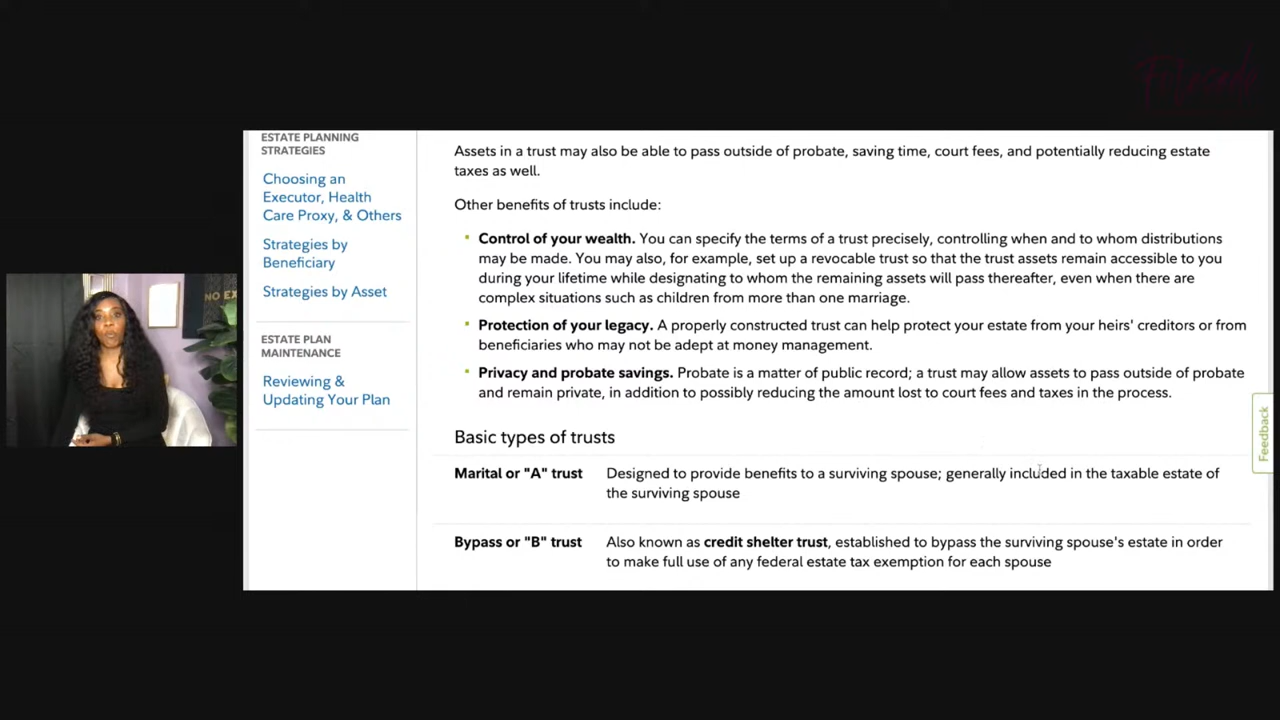 ESTATE PLANNING
STRATEGIES
Choosing an
Executor, Health
Care Proxy, & Others
Strategies by
Beneficiary
Strategies by Asset
ESTATE PLAN
MAINTENANCE
Reviewing &
Updating Your Plan
Assets in a trust may also be able to pass outside of probate, saving time, court fees, and potentially reducing estate
taxes as well.
Other benefits of trusts include:
Control of your wealth. You can specify the terms of a trust precisely, controlling when and to whom distributions
may be made. You may also, for example, set up a revocable trust so that the trust assets remain accessible to you
during your lifetime while designating to whom the remaining assets will pass thereafter, even when there are
complex situations such as children from more than one marriage.
Protection of your legacy. A properly constructed trust can help protect your estate from your heirs' creditors or from
beneficiaries who may not be adept at money management.
Privacy and probate savings. Probate is a matter of public record; a trust may allow assets to pass outside of probate
and remain private, in addition to possibly reducing the amount lost to court fees and taxes in the process.
Basic types of trusts
Marital or "A" trust Designed to provide benefits to a surviving spouse; generally included in the taxable estate of
the surviving spouse
Bypass or "B" trust Also known as credit shelter trust, established to bypass the surviving spouse's estate in order
to make full use of any federal estate tax exemption for each spouse
Feedback
NO